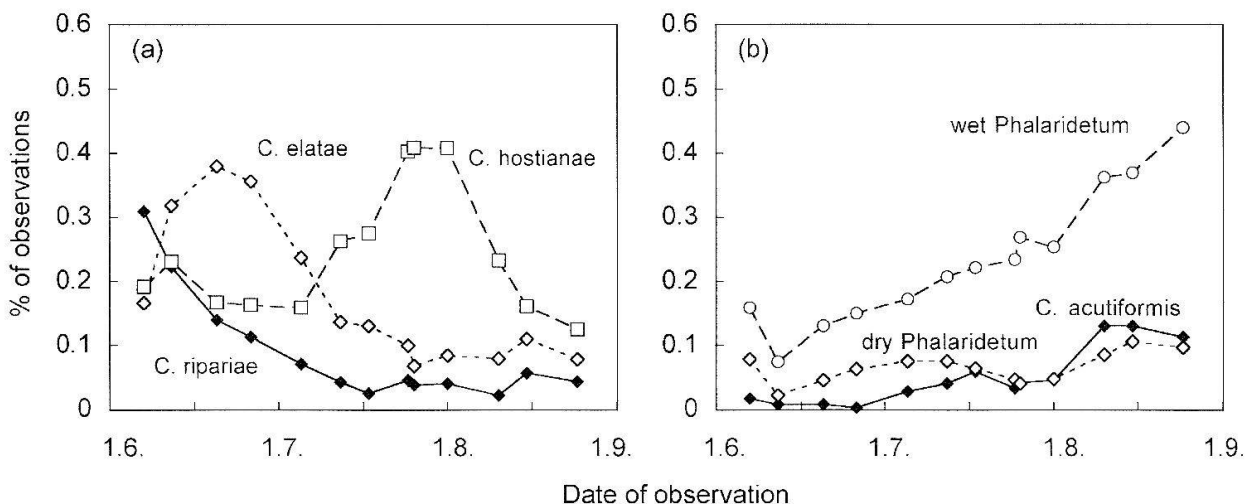 % of observations
(a)
0.6
0.5
0.4
0.3
0.2
0.1
0
C. elatae
C. hostianae
C. ripariae
1.6.
1.7.
1.8.
1.9.
(b)
0.6
0.5
0.4
0.3
0.2
0.1
0
wet Phalaridetum
C. acutiformis
dry Phalaridetum
1.6.
1.7.
1.8.
1.9.
Date of observation